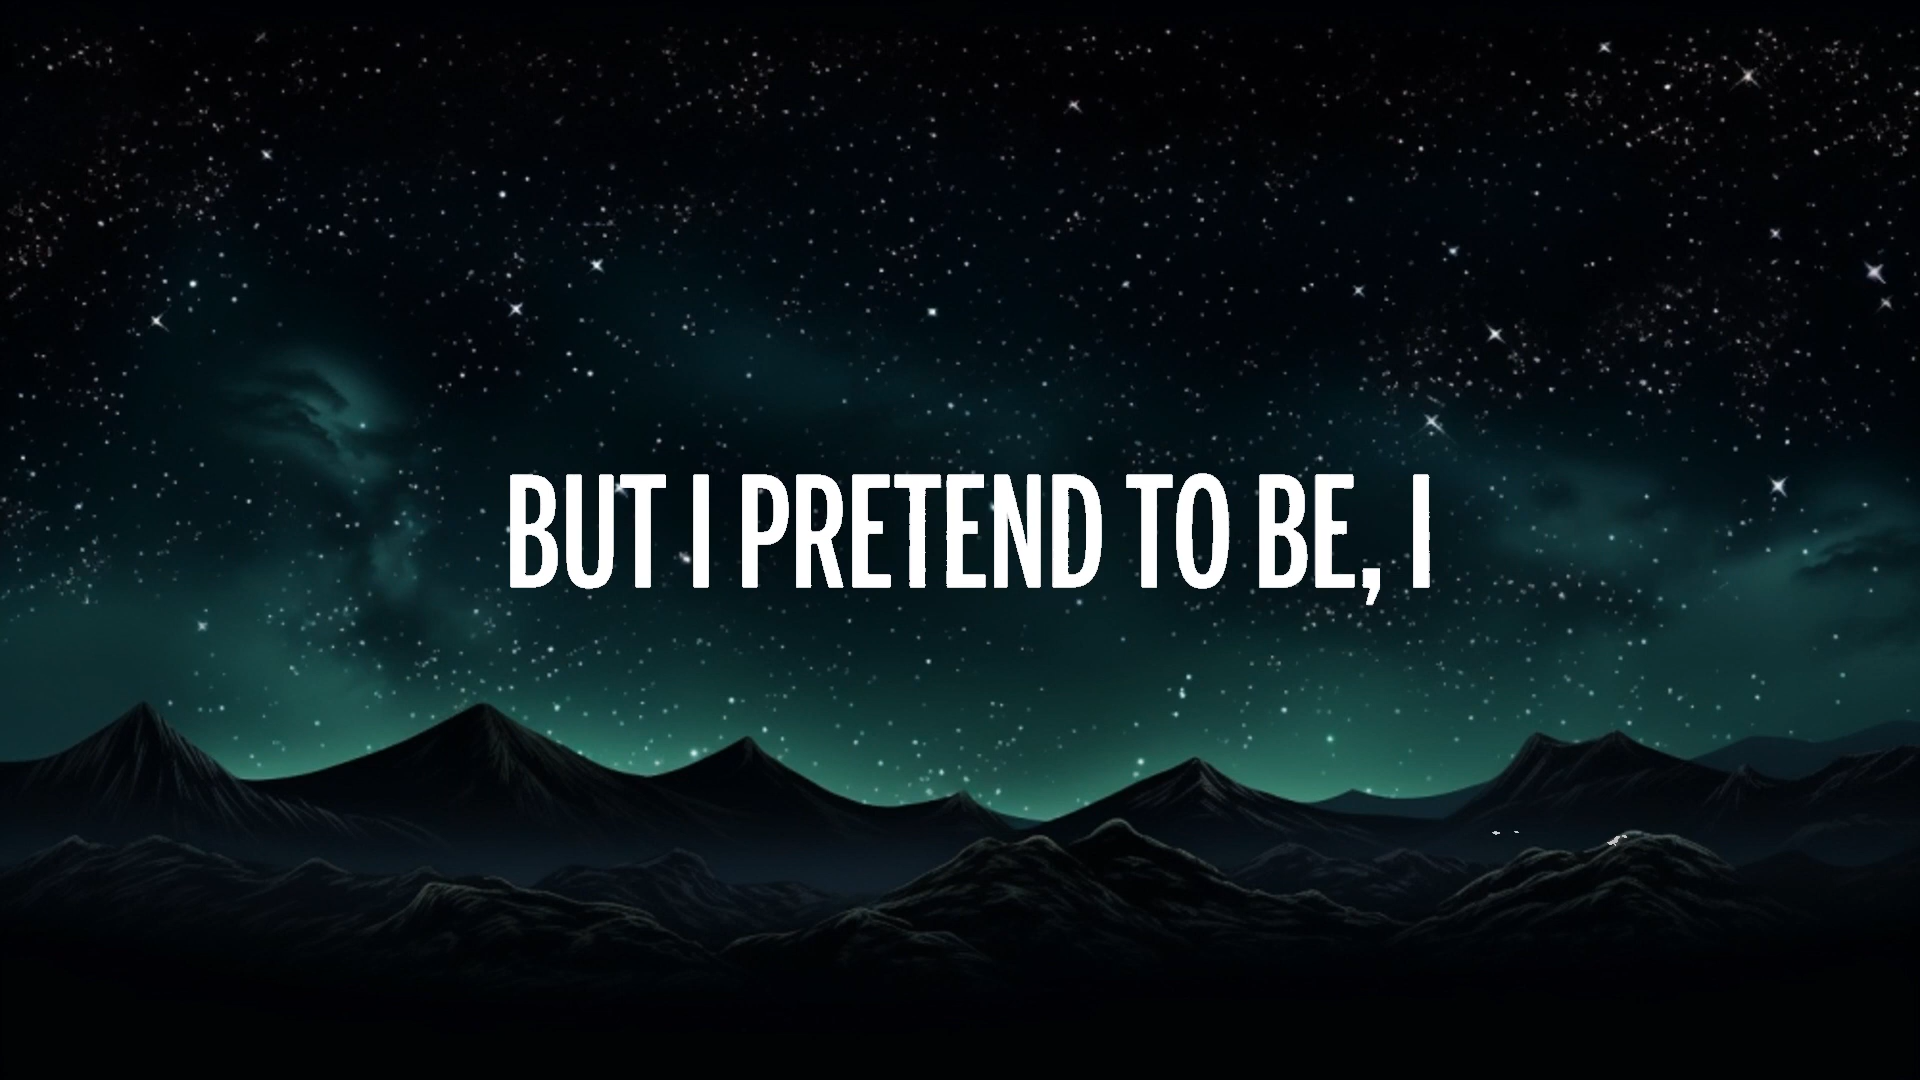 BUT I PRETEND TO BE, I